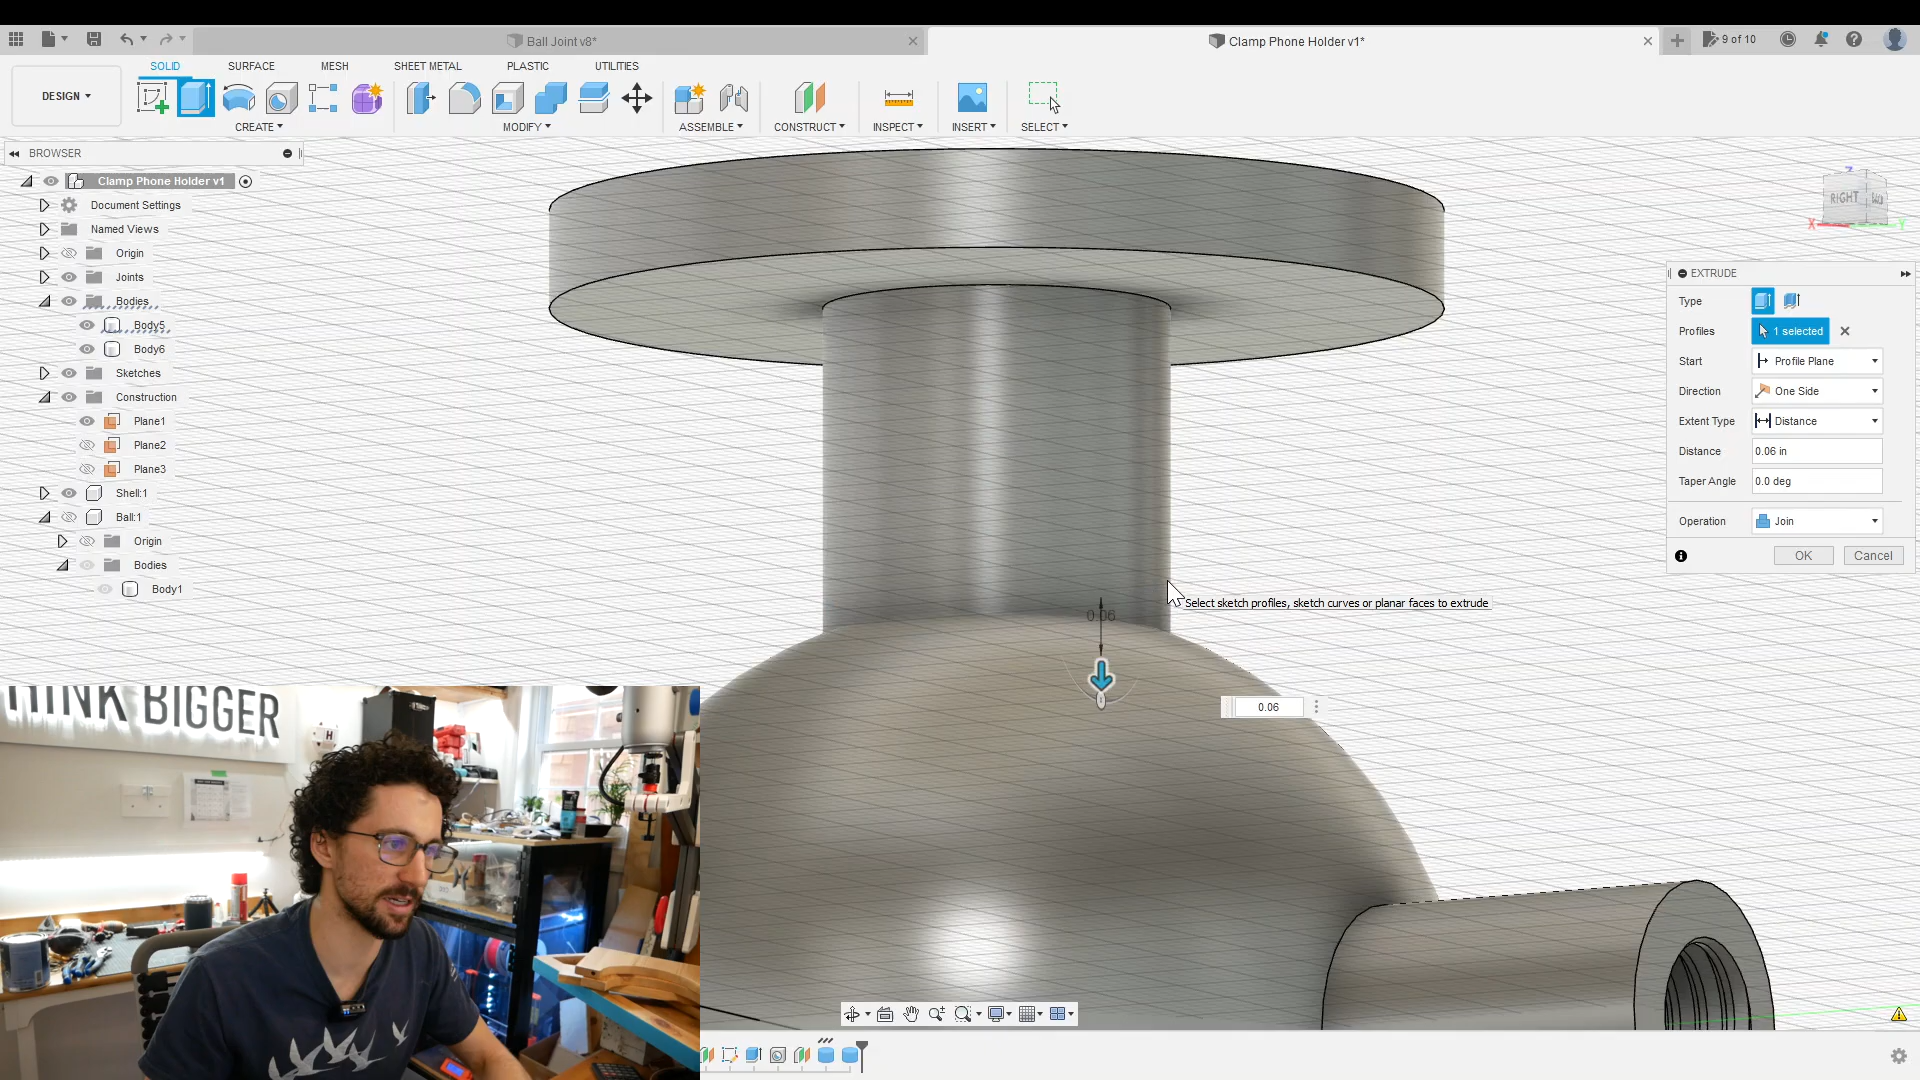 Ball Joint v8*
Clamp Phone Holder v1*
9 of 10
DESIGN
SOLID
SURFACE
MESH
SHEET METAL
PLASTIC
UTILITIES
CREATE
MODIFY
ASSEMBLE
CONSTRUCT
INSPECT
INSERT
SELECT
BROWSER
Clamp Phone Holder v1
Document Settings
Named Views
Origin
Joints
Bodies
Body5
Body6
Sketches
Construction
Plane1
Plane2
Plane3
Shell:1
Ball:1
Origin
Bodies
Body1
Z
RIGHT
X
Y
EXTRUDE
Type
Profiles
1 selected
Start
Profile Plane
Direction
One Side
Extent Type
Distance
Distance
0.06 in
Taper Angle
0.0 deg
Operation
Join
OK
Cancel
Select sketch profiles, sketch curves or planar faces to extrude
0.06
0.06
HINK BIGGER
H